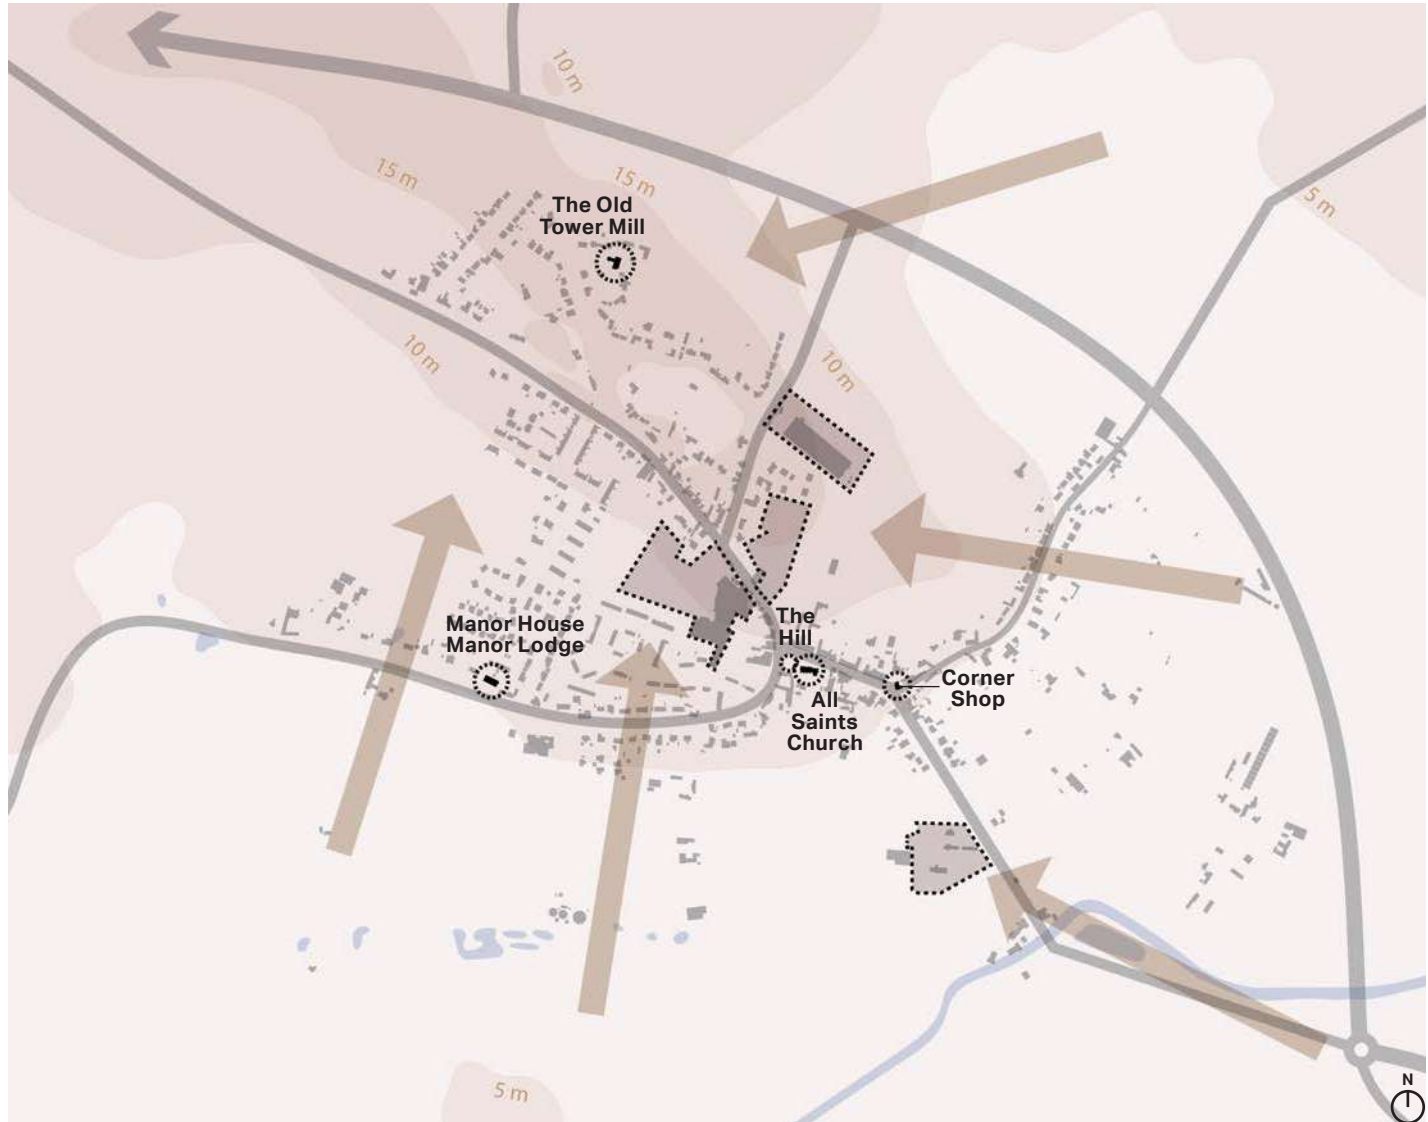 10 m
15 m
15 m
The Old
Tower Mill
5 m
10 m
10 m
Manor House
Manor Lodge
The
Hill
Corner
Shop
All
Saints
Church
5 m
N